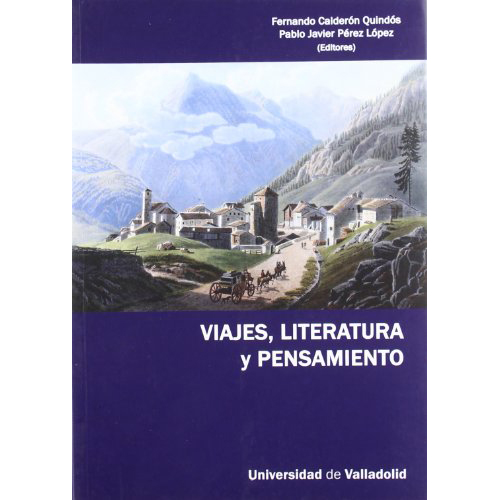 Fernando Calderón Quindós
Pablo Javier Pérez López
(Editores)
VIAJES, LITERATURA
y PENSAMIENTO
Universidad de Valladolid